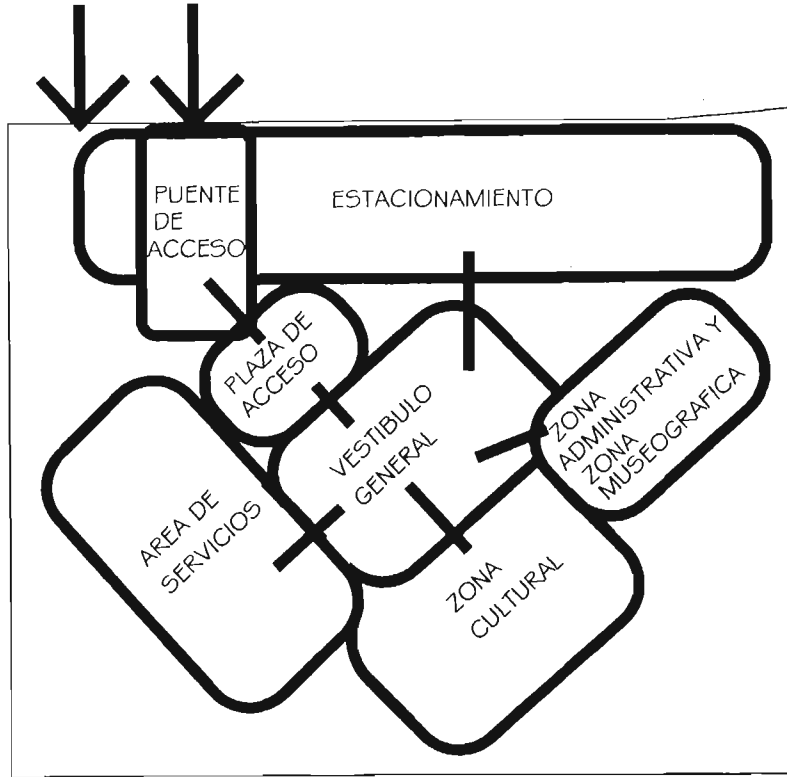 PUENTE
DE
ACCESO
ESTACIONAMIENTO
PLAZA DE
ACCESO
VESTIBULO
GENERAL
ZONA
ADMINISTRATIVA Y
ZONA
MUSEOGRAFICA
AREA DE
SERVICIOS
ZONA
CULTURAL